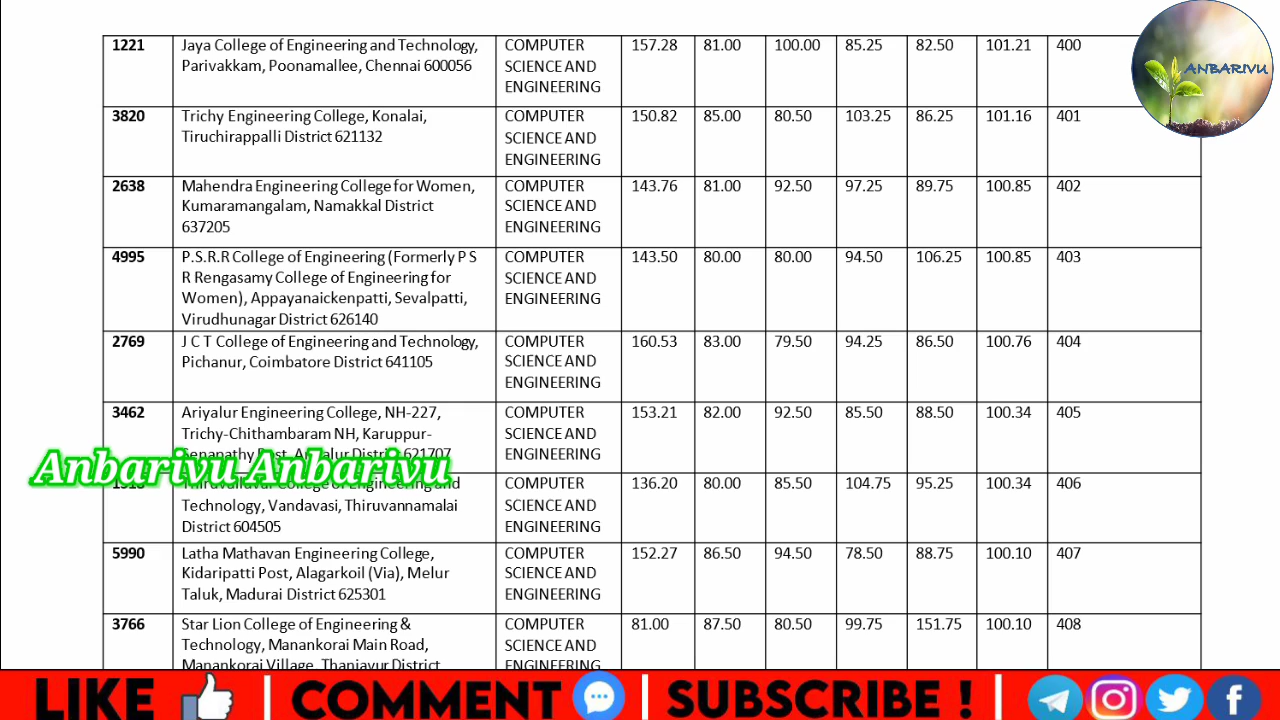 1221 Jaya College of Engineering and Technology, COMPUTER 157.28 81.00 100.00 85.25 82.50 101.21 400
Parivakkam, Poonamallee, Chennai 600056 SCIENCE AND
ENGINEERING
ANBARIVU
3820 Trichy Engineering College, Konalai, COMPUTER 150.82 85.00 80.50 103.25 86.25 101.16 401
Tiruchirappalli District 621132 SCIENCE AND
ENGINEERING
2638 Mahendra Engineering College for Women, COMPUTER 143.76 81.00 92.50 97.25 89.75 100.85 402
Kumaramangalam, Namakkal District SCIENCE AND
637205 ENGINEERING
4995 P.S.R.R College of Engineering (Formerly P S COMPUTER 143.50 80.00 80.00 94.50 106.25 100.85 403
R Rengasamy College of Engineering for SCIENCE AND
Women), Appayanaickenpatti, Sevalpatti, ENGINEERING
Virudhunagar District 626140
2769 J C T College of Engineering and Technology, COMPUTER 160.53 83.00 79.50 94.25 86.50 100.76 404
Pichanur, Coimbatore District 641105 SCIENCE AND
ENGINEERING
3462 Ariyalur Engineering College, NH-227, COMPUTER 153.21 82.00 92.50 85.50 88.50 100.34 405
Trichy-Chithambaram NH, Karuppur- SCIENCE AND
621707 ENGINEERING
Anbarivu Anbarivu
College of Engineering and COMPUTER 136.20 80.00 85.50 104.75 95.25 100.34 406
Technology, Vandavasi, Thiruvannamalai SCIENCE AND
District 604505 ENGINEERING
5990 Latha Mathavan Engineering College, COMPUTER 152.27 86.50 94.50 78.50 88.75 100.10 407
Kidaripatti Post, Alagarkoil (Via), Melur SCIENCE AND
Taluk, Madurai District 625301 ENGINEERING
3766 Star Lion College of Engineering & COMPUTER 81.00 87.50 80.50 99.75 151.75 100.10 408
Technology, Manankorai Main Road, SCIENCE AND
Manankorai Village, Thanjavur District ENGINEERING
LIKE COMMENT SUBSCRIBE !